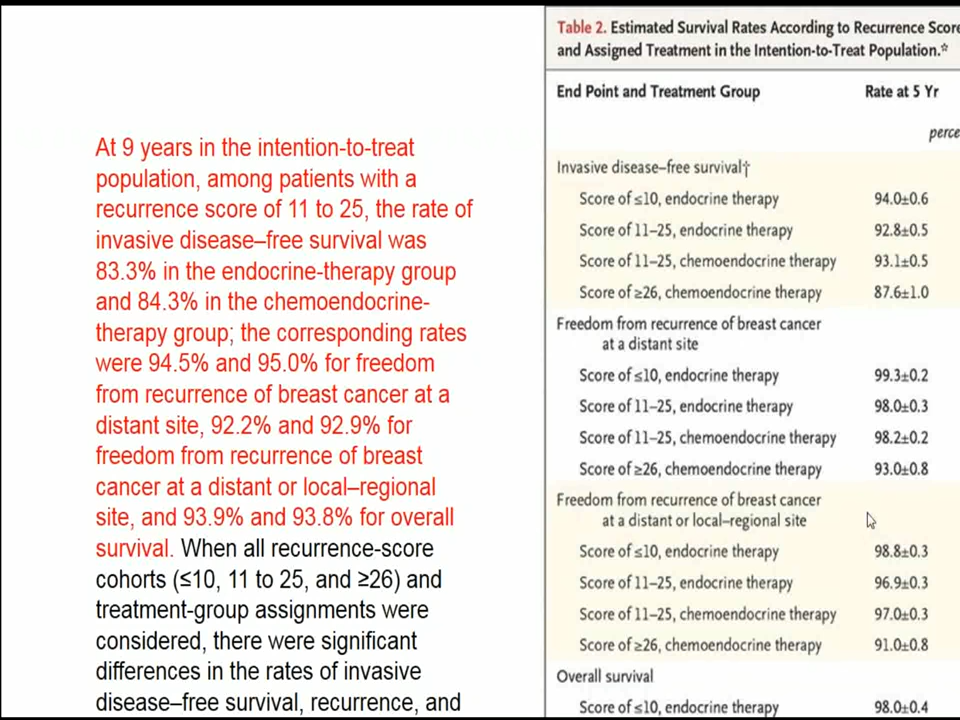 At 9 years in the intention-to-treat
population, among patients with a
recurrence score of 11 to 25, the rate of
invasive disease–free survival was
83.3% in the endocrine-therapy group
and 84.3% in the chemoendocrine-
therapy group; the corresponding rates
were 94.5% and 95.0% for freedom
from recurrence of breast cancer at a
distant site, 92.2% and 92.9% for
freedom from recurrence of breast
cancer at a distant or local–regional
site, and 93.9% and 93.8% for overall
survival. When all recurrence-score
cohorts (≤10, 11 to 25, and ≥26) and
treatment-group assignments were
considered, there were significant
differences in the rates of invasive
disease–free survival, recurrence, and
Table 2. Estimated Survival Rates According to Recurrence Score
and Assigned Treatment in the Intention-to-Treat Population.*
End Point and Treatment Group Rate at 5 Yr
perce
Invasive disease–free survival†
Score of ≤10, endocrine therapy 94.0±0.6
Score of 11–25, endocrine therapy 92.8±0.5
Score of 11–25, chemoendocrine therapy 93.1±0.5
Score of ≥26, chemoendocrine therapy 87.6±1.0
Freedom from recurrence of breast cancer
at a distant site
Score of ≤10, endocrine therapy 99.3±0.2
Score of 11–25, endocrine therapy 98.0±0.3
Score of 11–25, chemoendocrine therapy 98.2±0.2
Score of ≥26, chemoendocrine therapy 93.0±0.8
Freedom from recurrence of breast cancer
at a distant or local–regional site
Score of ≤10, endocrine therapy 98.8±0.3
Score of 11–25, endocrine therapy 96.9±0.3
Score of 11–25, chemoendocrine therapy 97.0±0.3
Score of ≥26, chemoendocrine therapy 91.0±0.8
Overall survival
Score of ≤10, endocrine therapy 98.0±0.4